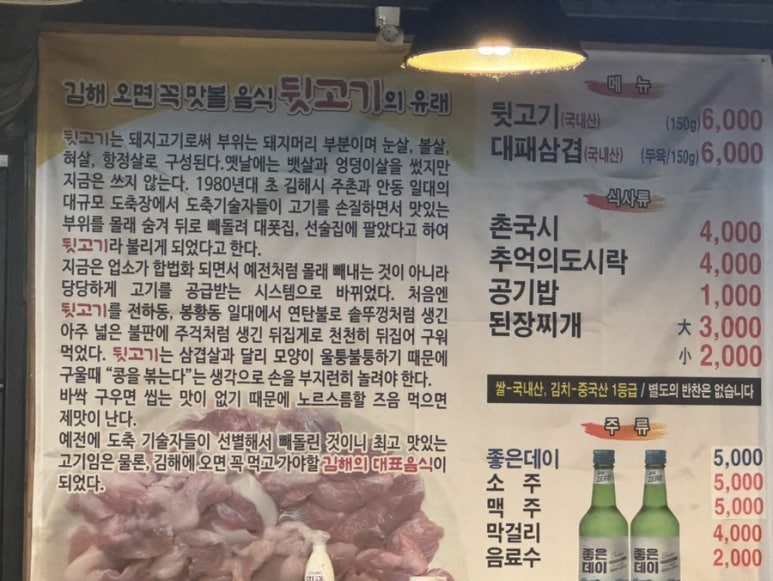 김해 오면 꼭 맛볼 음식 뒷고기의 유래
뒷고기는 돼지고기로써 부위는 돼지머리 부분이며 눈살, 볼살,
혀살, 항정살로 구성된다.옛날에는 뱃살과 엉덩이살을 썼지만
지금은 쓰지 않는다. 1980년대 초 김해시 주촌과 안동 일대의
대규모 도축장에서 도축기술자들이 고기를 손질하면서 맛있는
부위를 몰래 숨겨 뒤로 빼돌려 대폿집, 선술집에 팔았다고 하여
뒷고기라 불리게 되었다고 한다.
지금은 업소가 합법화 되면서 예전처럼 몰래 빼내는 것이 아니라
당당하게 고기를 공급받는 시스템으로 바뀌었다. 처음엔
뒷고기를 전하동, 봉황동 일대에서 연탄불로 솥뚜껑처럼 생긴
아주 넓은 불판에 주걱처럼 생긴 뒤집게로 천천히 뒤집어 구워
먹었다. 뒷고기는 삼겹살과 달리 모양이 울퉁불퉁하기 때문에
구울때 "콩을 볶는다"는 생각으로 손을 부지런히 놀려야 한다.
바싹 구우면 씹는 맛이 없기 때문에 노르스름할 즈음 먹으면
제맛이 난다.
예전에 도축 기술자들이 선별해서 빼돌린 것이니 최고 맛있는
고기임은 물론, 김해에 오면 꼭 먹고 가야할 김해의 대표음식이
되었다.
메 뉴
뒷고기(국내산) (150g) 6,000
대패삼겹(국내산) (두육/150g) 6,000
식사류
촌국시 4,000
추억의도시락 4,000
공기밥 1,000
된장찌개 大 3,000
小 2,000
쌀-국내산, 김치-중국산 1등급 / 별도의 반찬은 없습니다
주 류
좋은데이 5,000
소 주 5,000
맥 주 5,000
막걸리 4,000
음료수 2,000
ZERO
ZERO
좋은
데이
좋은
데이